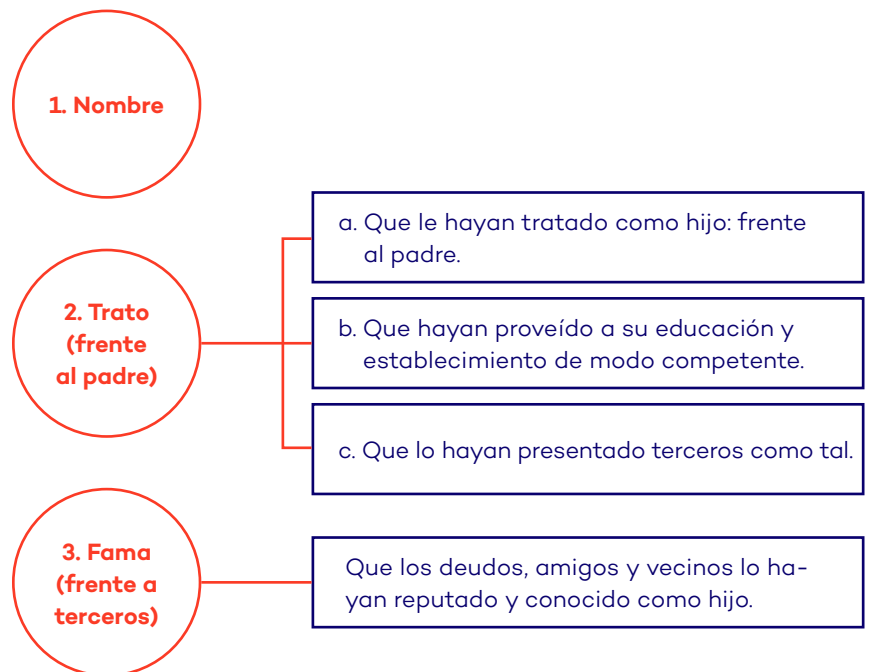 1. Nombre
2. Trato
(frente
al padre)
a. Que le hayan tratado como hijo: frente
al padre.
b. Que hayan proveído a su educación y
establecimiento de modo competente.
c. Que lo hayan presentado terceros como tal.
3. Fama
(frente a
terceros)
Que los deudos, amigos y vecinos lo ha-
yan reputado y conocido como hijo.